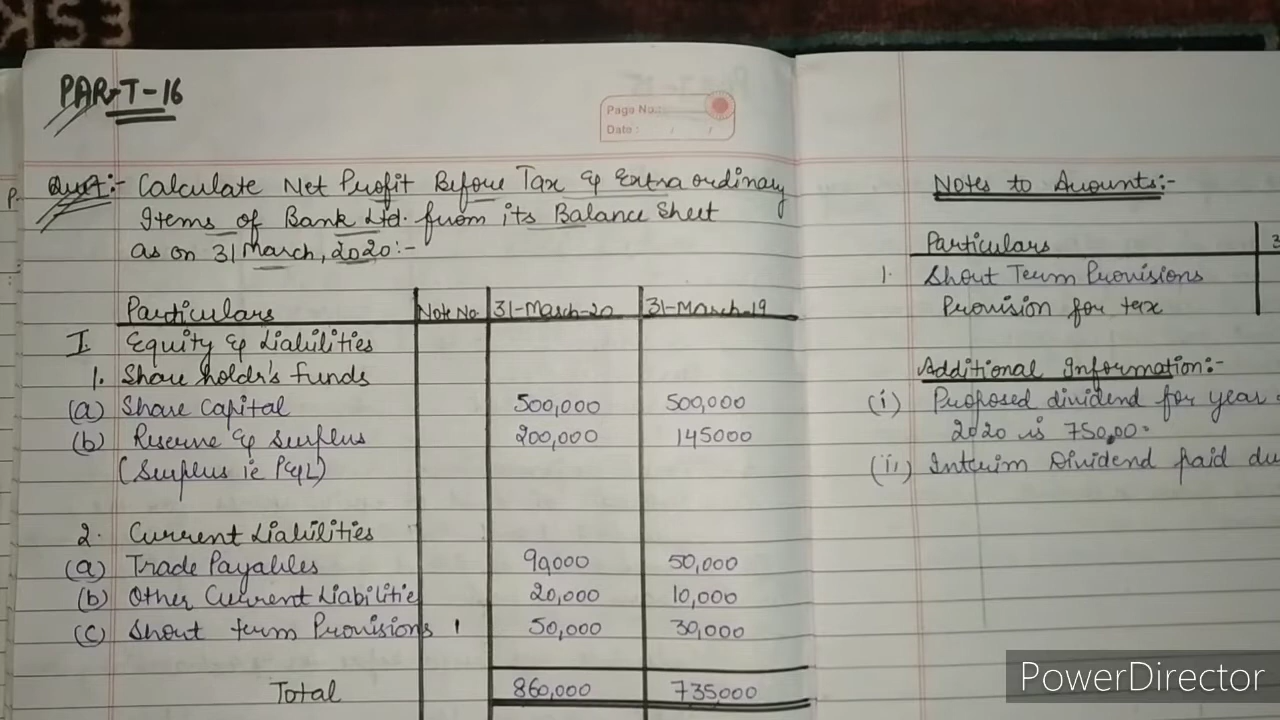 PART-16
Page No.:
Date : / /
Quest:- Calculate Net Profit Before Tax & Extraordinary
Items of Bank Ltd. from its Balance Sheet
as on 31 March, 2020:-
Particulars Note No 31-March-20 31-March-19
I. Equity & Liabilities
1. Share holdr's funds
(a) Share Capital 500,000 500,000
(b) Reserve & Surplus 200,000 145000
(Surplus ie P&L)
2. Current Liabilities
(a) Trade Payables 90,000 50,000
(b) Other Current Liabilitie 20,000 10,000
(c) Short term Provisions 1 50,000 30,000
Total 860,000 735000
Notes to Accounts:-
Particulars 3
1. Short Term Provisions
Provision for tax
Additional Information:-
(i) Proposed dividend for year
2020 is 750,00.
(ii) Interim Dividend paid du
PowerDirector